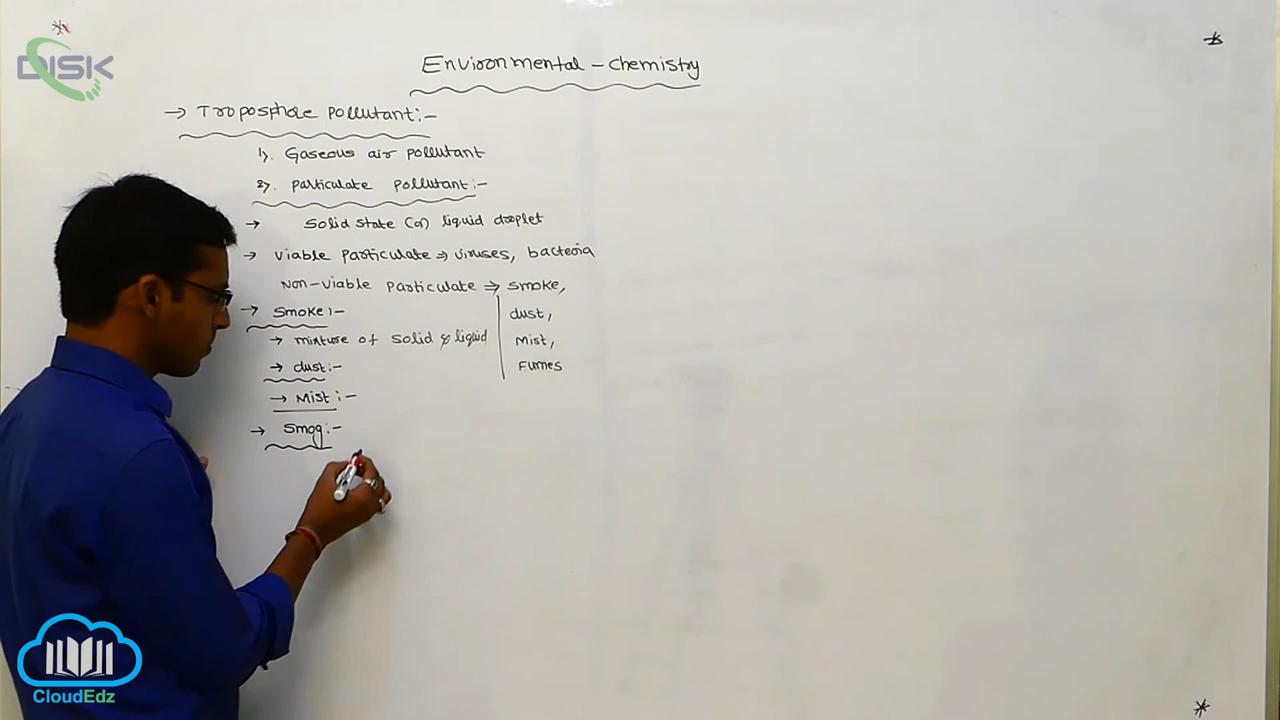 DISK
Environmental - chemistry
→ Troposphere pollutant:-
1). Gaseous air pollutant
2). particulate pollutant:-
→ Solid state (or) liquid droplet
→ viable particulate ⇒ viruses, bacteria
Non-viable particulate ⇒ smoke,
dust,
Mist,
Fumes
→ Smoke:-
→ mixture of solid & liquid
→ dust:-
→ Mist:-
→ Smog:-
CloudEdz